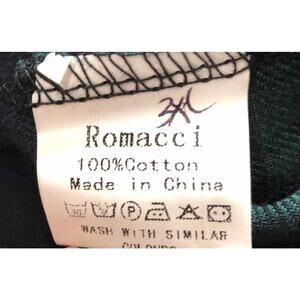 3XL
Romacci
100%Cotton
Made in China
WASH WITH SIMILAR
COLOURS